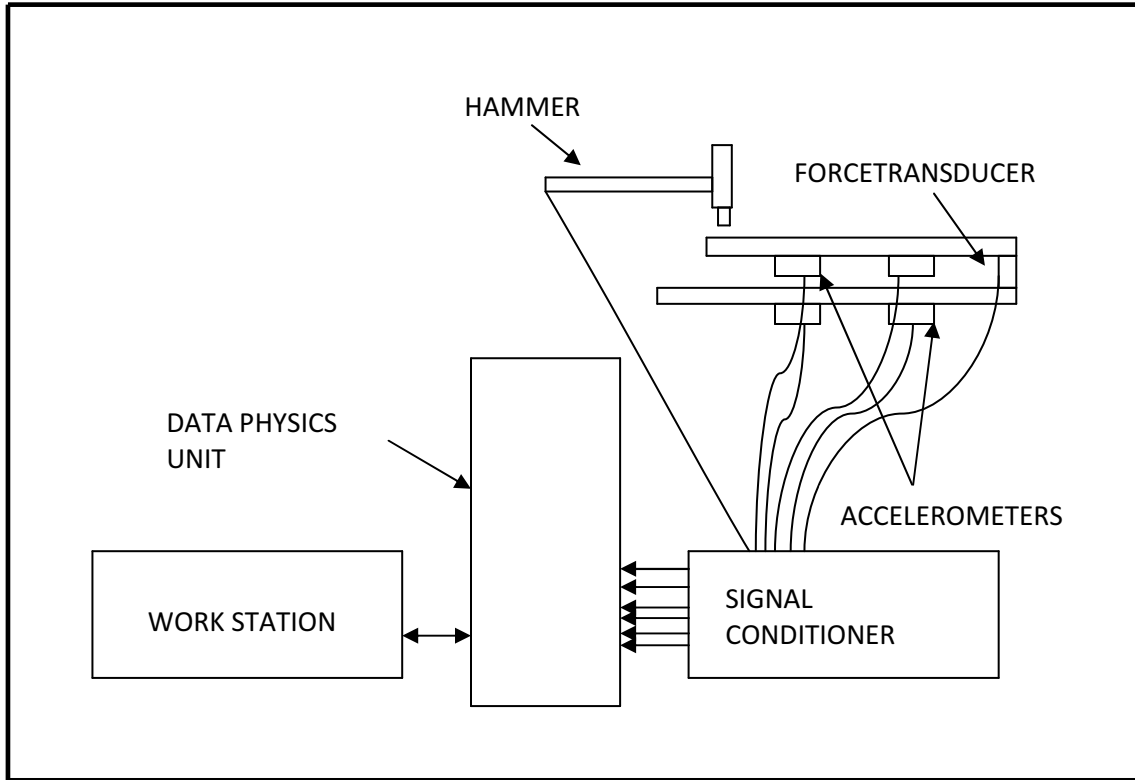 HAMMER
FORCETRANSDUCER
DATA PHYSICS
UNIT
ACCELEROMETERS
WORK STATION
SIGNAL
CONDITIONER